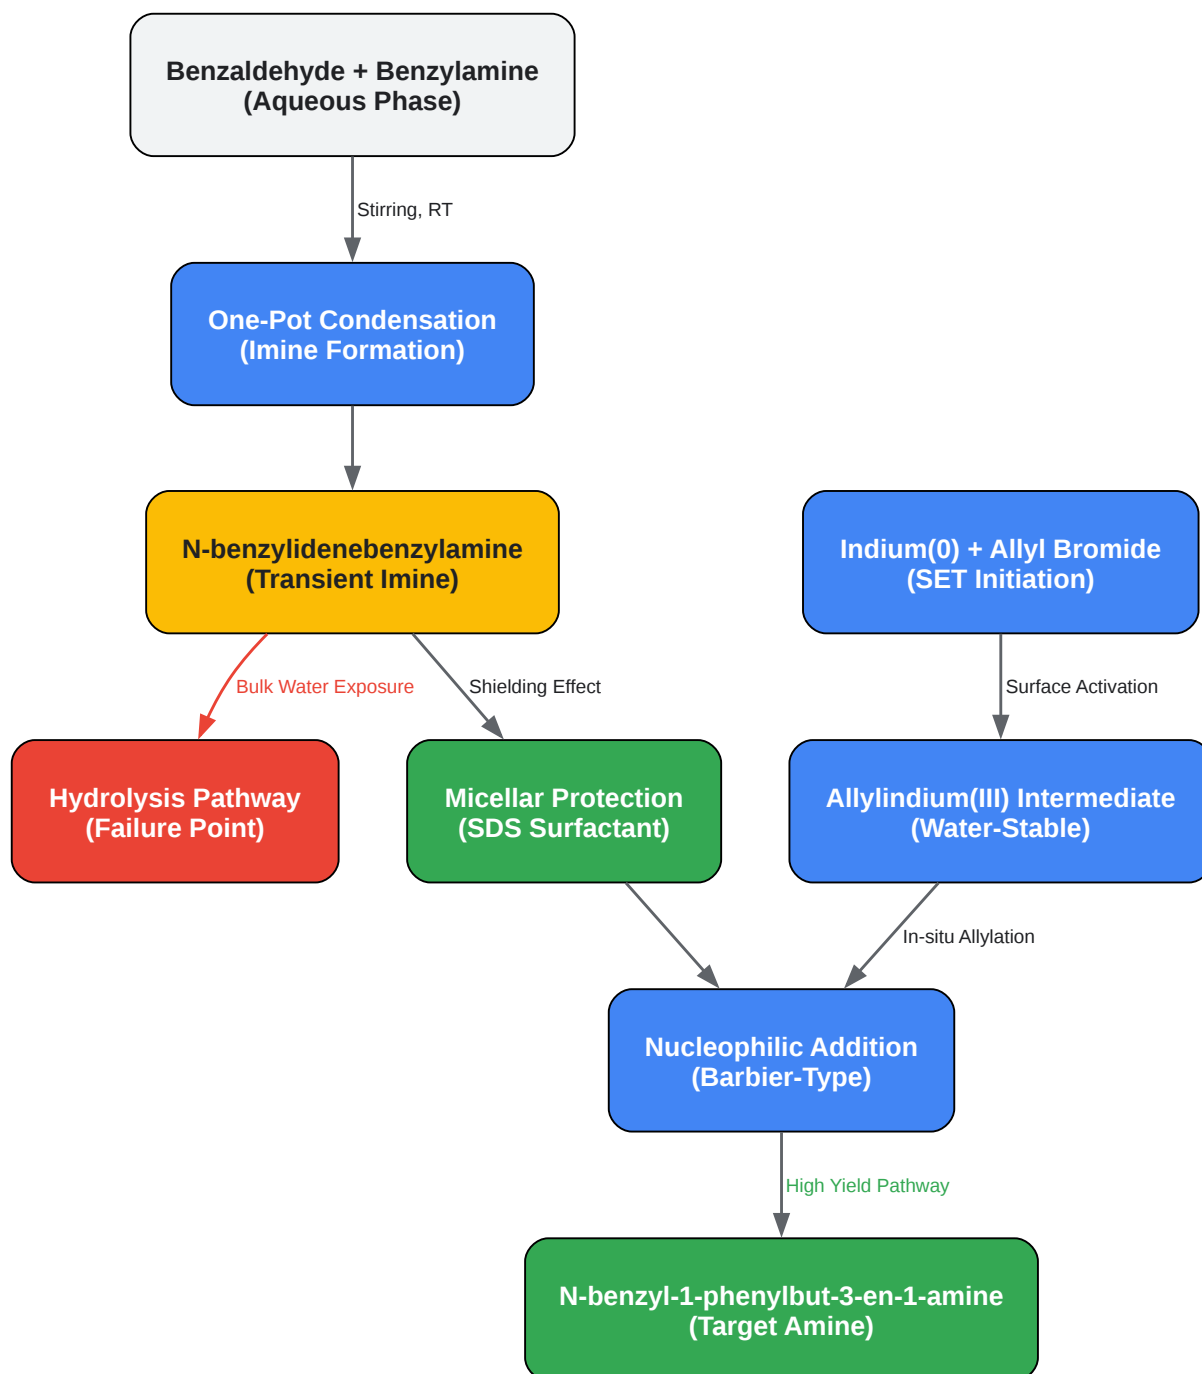 Benzaldehyde + Benzylamine
(Aqueous Phase)
Stirring, RT
One-Pot Condensation
(Imine Formation)
N-benzylidenebenzylamine
(Transient Imine)
Indium(0) + Allyl Bromide
(SET Initiation)
Bulk Water Exposure
Shielding Effect
Surface Activation
Hydrolysis Pathway
(Failure Point)
Micellar Protection
(SDS Surfactant)
Allylindium(III) Intermediate
(Water-Stable)
In-situ Allylation
Nucleophilic Addition
(Barbier-Type)
High Yield Pathway
N-benzyl-1-phenylbut-3-en-1-amine
(Target Amine)